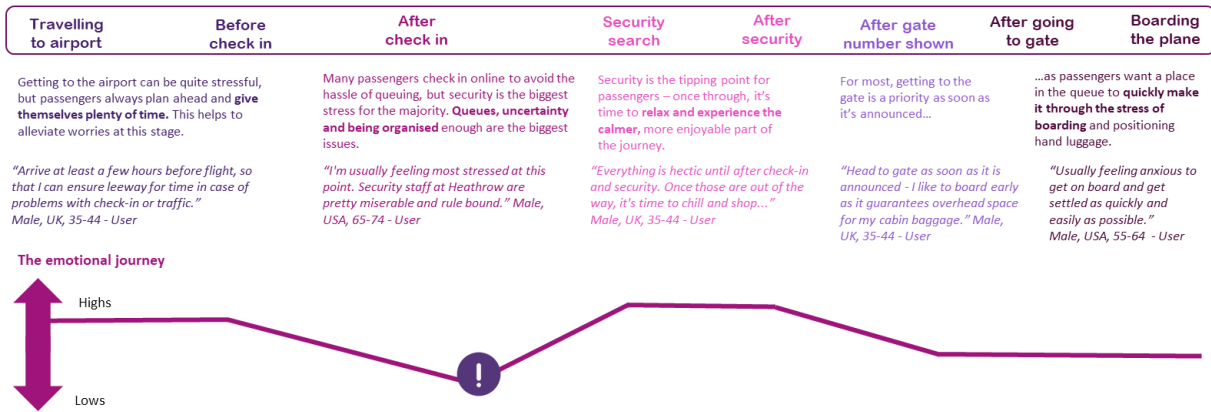 Travelling
to airport
Before
check in
After
check in
Security
search
After
security
After gate
number shown
After going
to gate
Boarding
the plane
Getting to the airport can be quite stressful,
but passengers always plan ahead and give
themselves plenty of time. This helps to
alleviate worries at this stage.
Many passengers check in online to avoid the
hassle of queuing, but security is the biggest
stress for the majority. Queues, uncertainty
and being organised enough are the biggest
issues.
Security is the tipping point for
passengers – once through, it’s
time to relax and experience the
calmer, more enjoyable part of
the journey.
For most, getting to the
gate is a priority as soon as
it’s announced…
…as passengers want a place
in the queue to quickly make
it through the stress of
boarding and positioning
hand luggage.
“Arrive at least a few hours before flight, so
that I can ensure leeway for time in case of
problems with check-in or traffic.”
Male, UK, 35-44 - User
“I'm usually feeling most stressed at this
point. Security staff at Heathrow are
pretty miserable and rule bound.” Male,
USA, 65-74 - User
“Everything is hectic until after check-in
and security. Once those are out of the
way, it’s time to chill and shop...”
Male, UK, 35-44 - User
“Head to gate as soon as it is
announced - I like to board early
as it guarantees overhead space
for my cabin baggage.” Male,
UK, 35-44 - User
“Usually feeling anxious to
get on board and get
settled as quickly and
easily as possible.”
Male, USA, 55-64 - User
The emotional journey
Highs
!
Lows